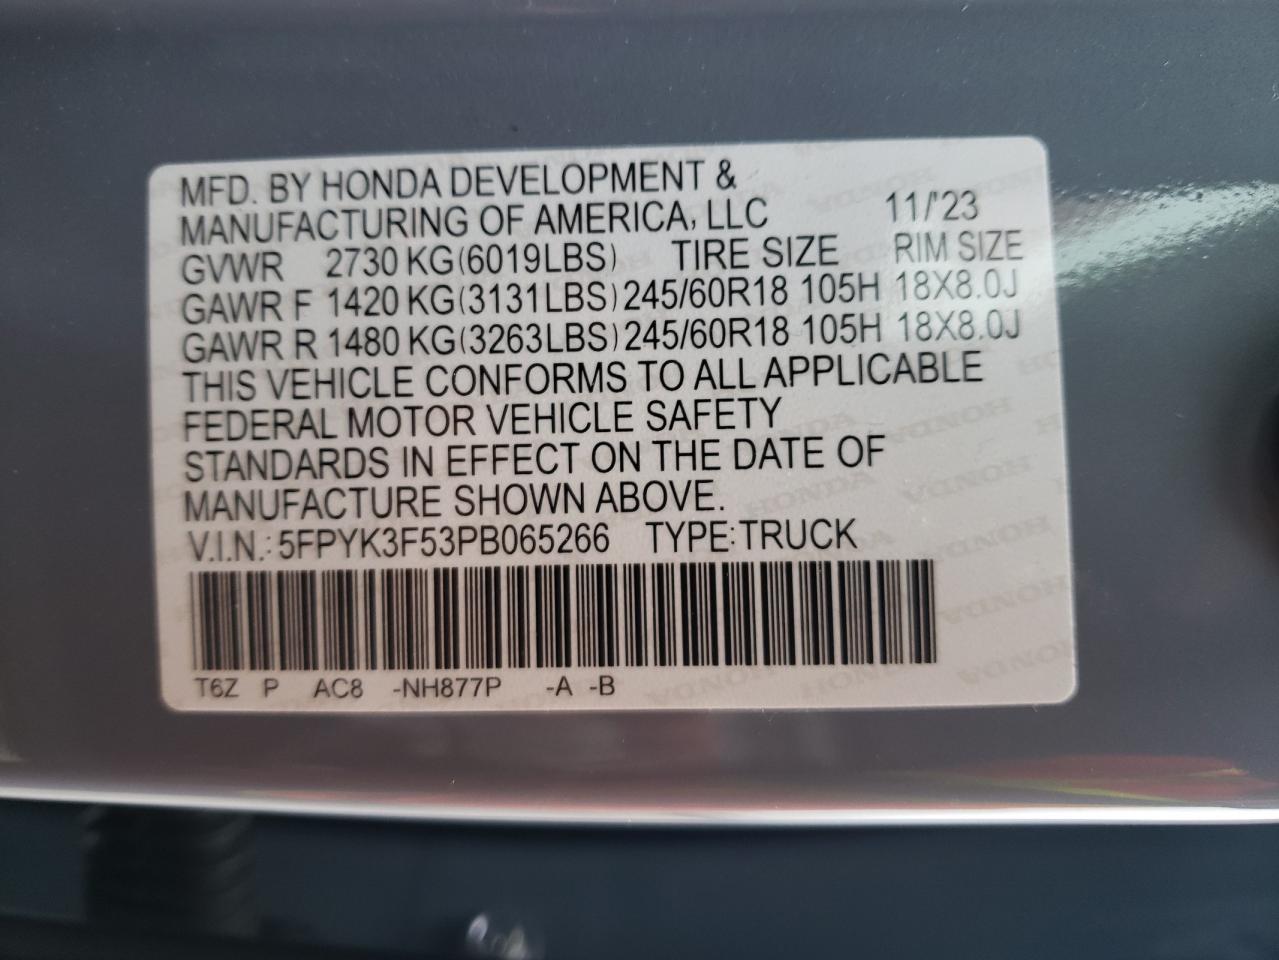 MFD. BY HONDA DEVELOPMENT &
MANUFACTURING OF AMERICA, LLC 11/'23
GVWR 2730 KG(6019LBS) TIRE SIZE RIM SIZE
GAWR F 1420 KG(3131LBS) 245/60R18 105H 18X8.0J
GAWR R 1480 KG(3263LBS) 245/60R18 105H 18X8.0J
THIS VEHICLE CONFORMS TO ALL APPLICABLE
FEDERAL MOTOR VEHICLE SAFETY
STANDARDS IN EFFECT ON THE DATE OF
MANUFACTURE SHOWN ABOVE.
V.I.N.: 5FPYK3F53PB065266 TYPE:TRUCK
T6Z P AC8 -NH877P -A -B